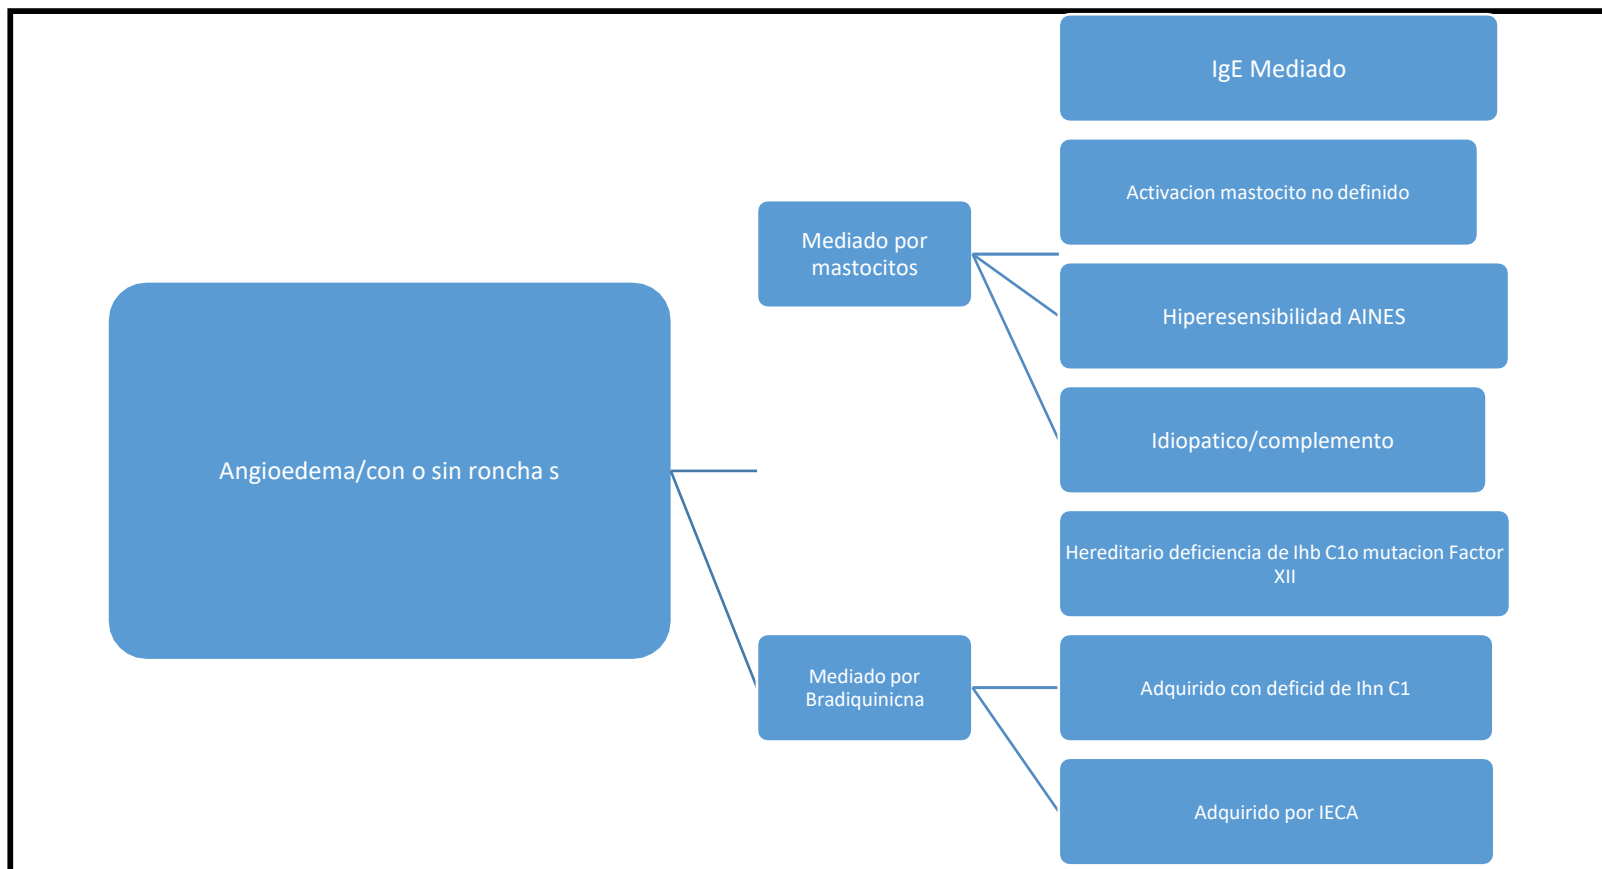 Angioedema/con o sin roncha s
Mediado por
mastocitos
IgE Mediado
Activacion mastocito no definido
Hiperesensibilidad AINES
Idiopatico/complemento
Mediado por
Bradiquinicna
Hereditario deficiencia de Ihb C1o mutacion Factor
XII
Adquirido con deficid de Ihn C1
Adquirido por IECA